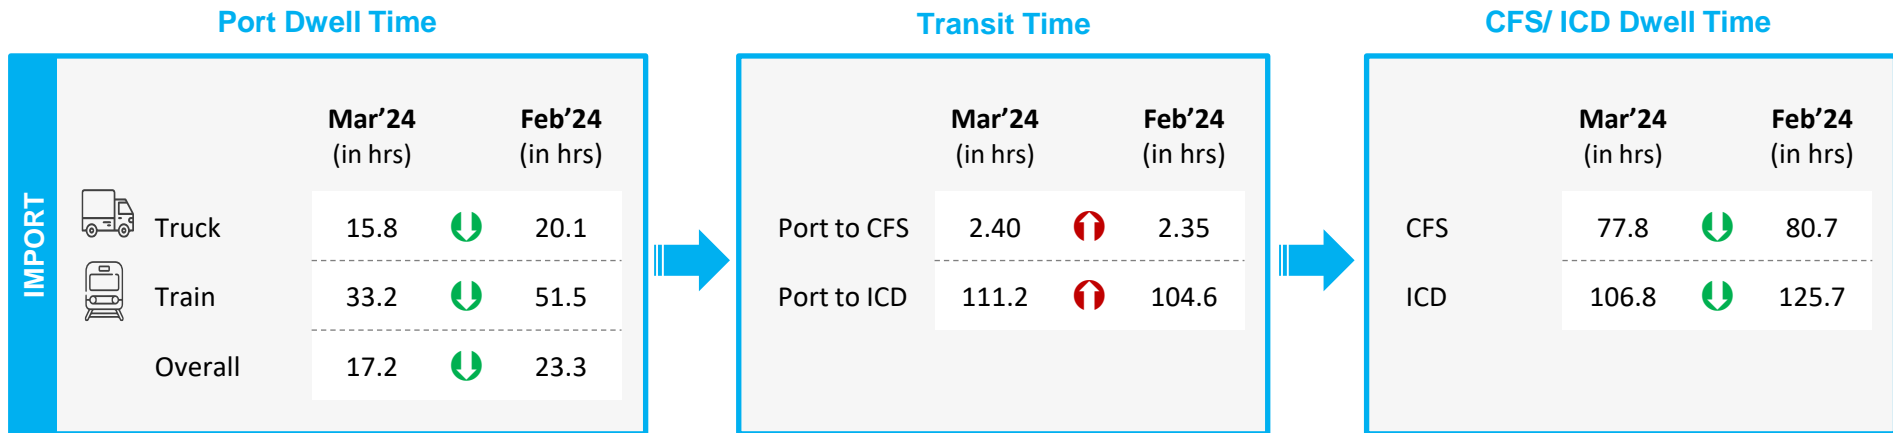 Port Dwell Time
Transit Time
CFS/ ICD Dwell Time
IMPORT
Mar’24 Feb’24
(in hrs) (in hrs)
Truck 15.8 20.1
Train 33.2 51.5
Overall 17.2 23.3
Mar’24 Feb’24
(in hrs) (in hrs)
Port to CFS 2.40 2.35
Port to ICD 111.2 104.6
Mar’24 Feb’24
(in hrs) (in hrs)
CFS 77.8 80.7
ICD 106.8 125.7